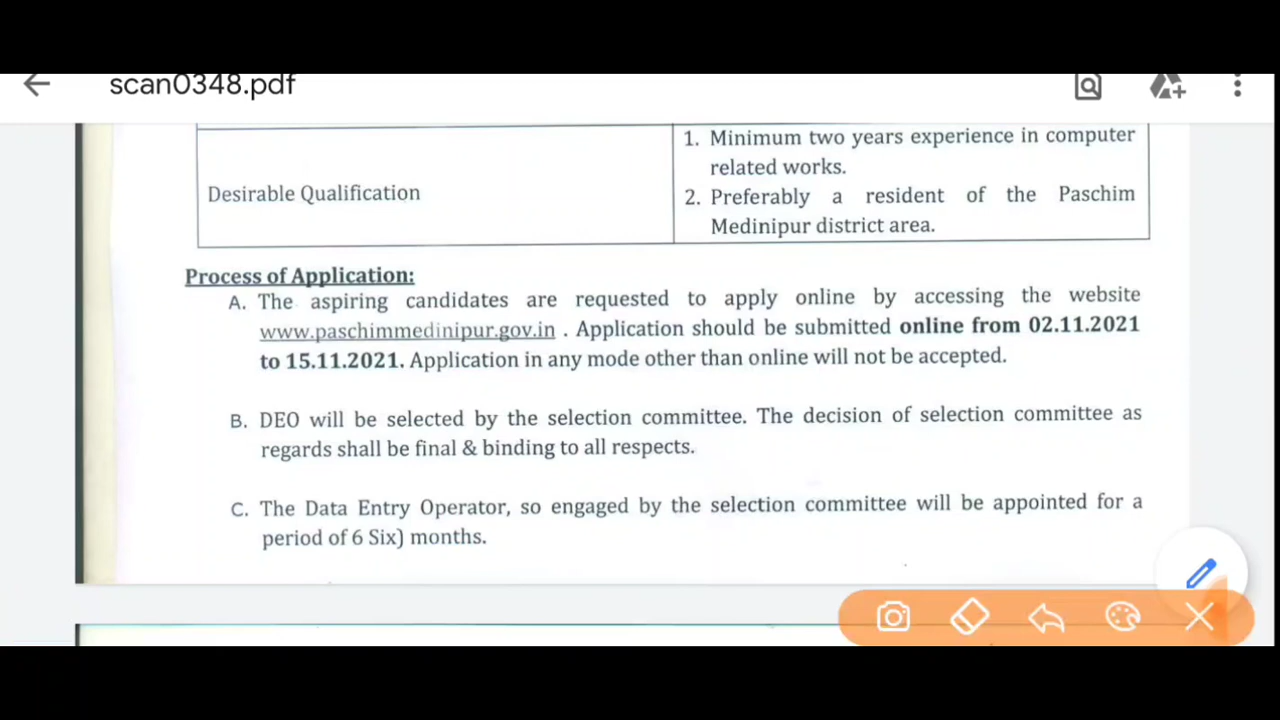 scan0348.pdf
1. Minimum two years experience in computer
related works.
Desirable Qualification
2. Preferably a resident of the Paschim
Medinipur district area.
Process of Application:
A. The aspiring candidates are requested to apply online by accessing the website
www.paschimmedinipur.gov.in . Application should be submitted online from 02.11.2021
to 15.11.2021. Application in any mode other than online will not be accepted.
B. DEO will be selected by the selection committee. The decision of selection committee as
regards shall be final & binding to all respects.
C. The Data Entry Operator, so engaged by the selection committee will be appointed for a
period of 6 Six) months.